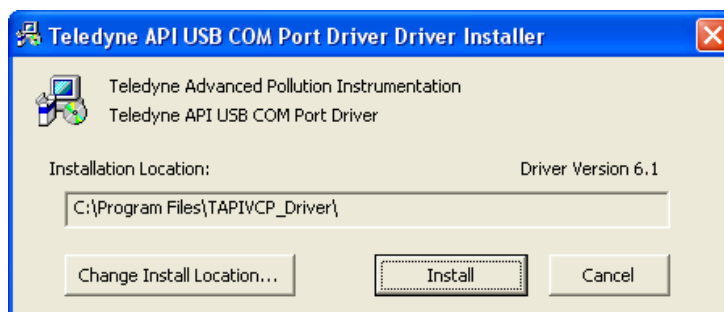 Teledyne API USB COM Port Driver Driver Installer
Teledyne Advanced Pollution Instrumentation
Teledyne API USB COM Port Driver
Installation Location:
Driver Version 6.1
C:\Program Files\TAPIVCP_Driver\
Change Install Location...
Install
Cancel